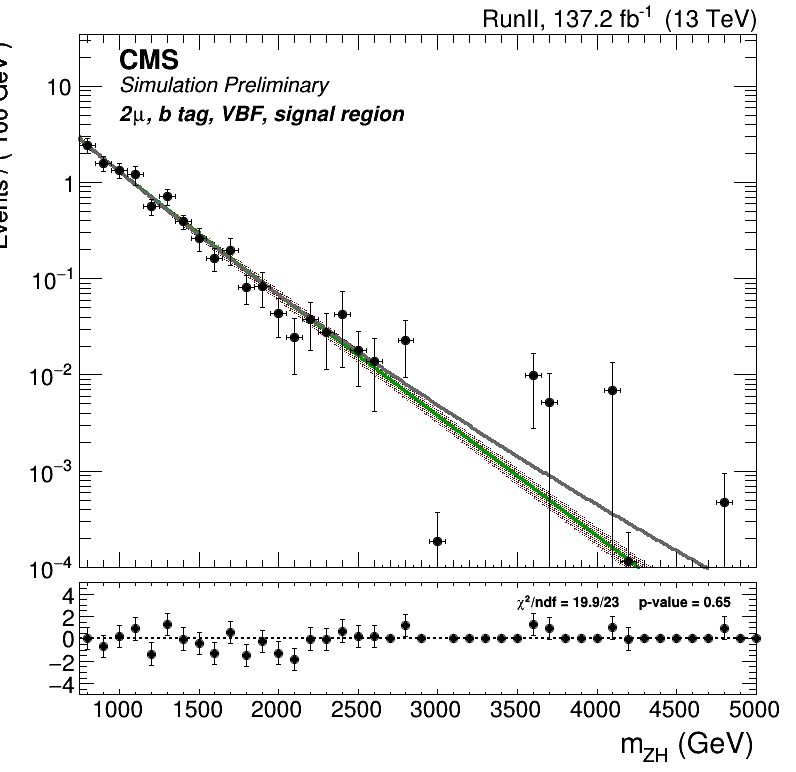 RunII, 137.2 fb⁻¹ (13 TeV)
CMS
Simulation Preliminary
2μ, b tag, VBF, signal region
Events / ( 100 GeV )
10
1
10⁻¹
10⁻²
10⁻³
10⁻⁴
χ²/ndf = 19.9/23 p-value = 0.65
4
2
0
−2
−4
1000 1500 2000 2500 3000 3500 4000 4500 5000
m_ZH (GeV)